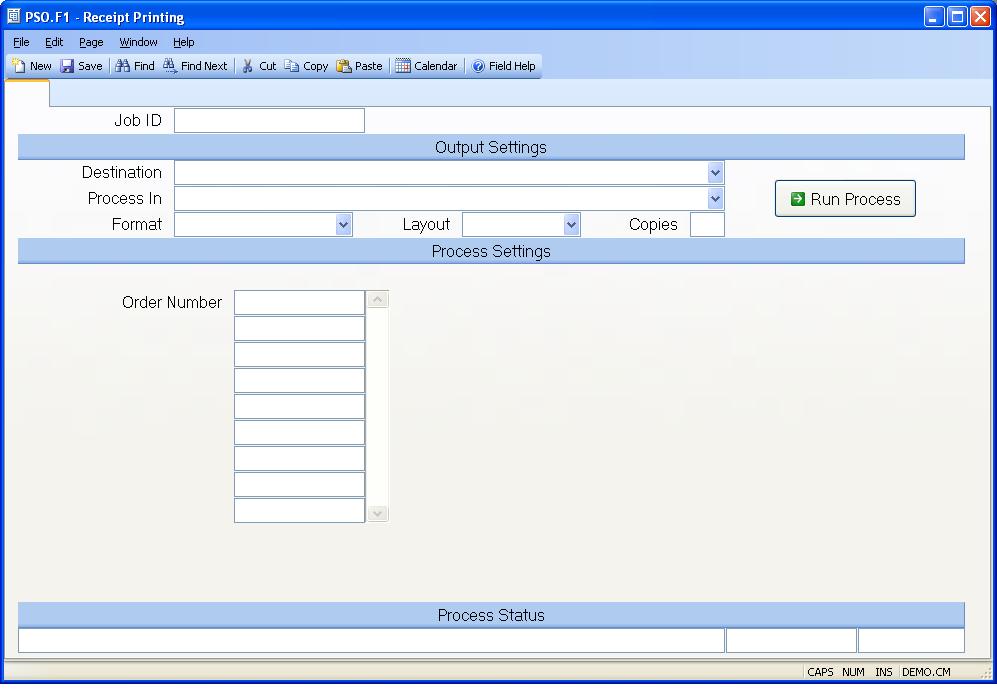 PSO.F1 - Receipt Printing
File Edit Page Window Help
New Save Find Find Next Cut Copy Paste Calendar Field Help
Job ID
Output Settings
Destination
Process In
Run Process
Format Layout Copies
Process Settings
Order Number
Process Status
CAPS NUM INS DEMO.CM